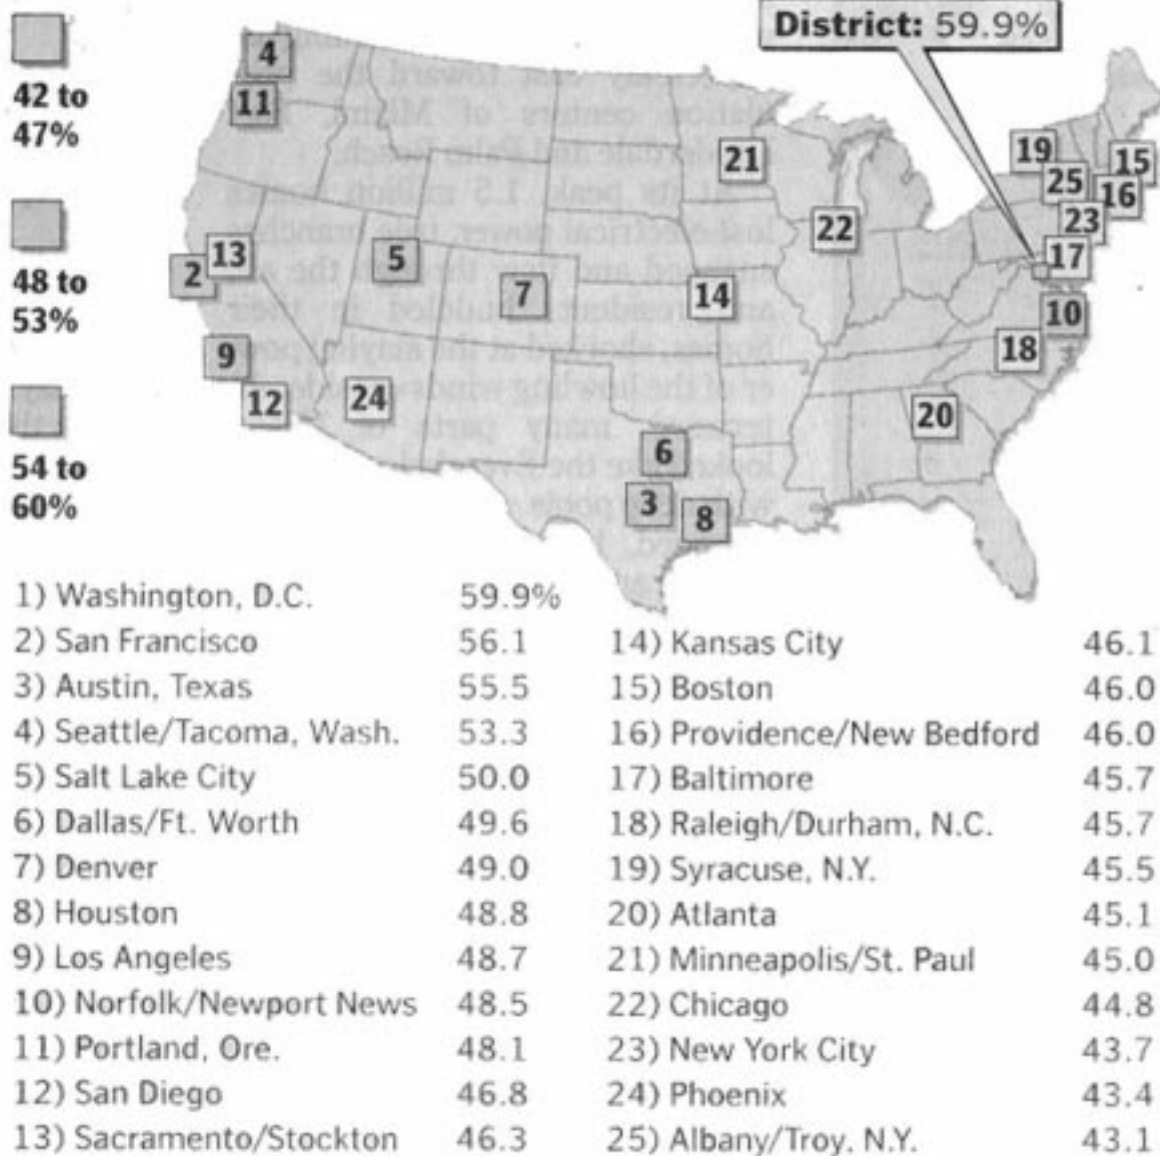 42 to
47%
48 to
53%
54 to
60%
District: 59.9%
4
11
19
15
21
25
16
23
22
13
5
17
2
7
14
10
9
18
12
24
20
6
3
8
1) Washington, D.C. 59.9%
2) San Francisco 56.1
3) Austin, Texas 55.5
4) Seattle/Tacoma, Wash. 53.3
5) Salt Lake City 50.0
6) Dallas/Ft. Worth 49.6
7) Denver 49.0
8) Houston 48.8
9) Los Angeles 48.7
10) Norfolk/Newport News 48.5
11) Portland, Ore. 48.1
12) San Diego 46.8
13) Sacramento/Stockton 46.3
14) Kansas City 46.1
15) Boston 46.0
16) Providence/New Bedford 46.0
17) Baltimore 45.7
18) Raleigh/Durham, N.C. 45.7
19) Syracuse, N.Y. 45.5
20) Atlanta 45.1
21) Minneapolis/St. Paul 45.0
22) Chicago 44.8
23) New York City 43.7
24) Phoenix 43.4
25) Albany/Troy, N.Y. 43.1